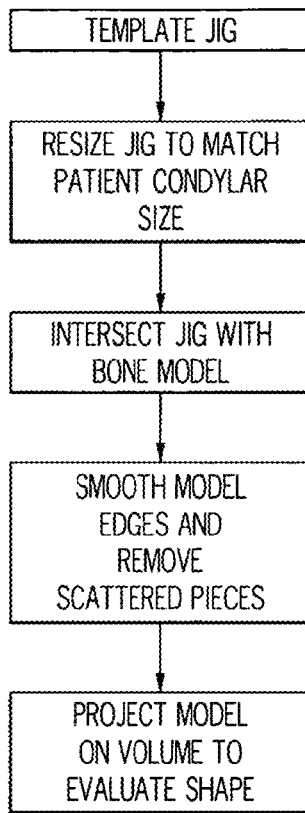 TEMPLATE JIG
RESIZE JIG TO MATCH
PATIENT CONDYLAR
SIZE
INTERSECT JIG WITH
BONE MODEL
SMOOTH MODEL
EDGES AND
REMOVE
SCATTERED PIECES
PROJECT MODEL
ON VOLUME TO
EVALUATE SHAPE